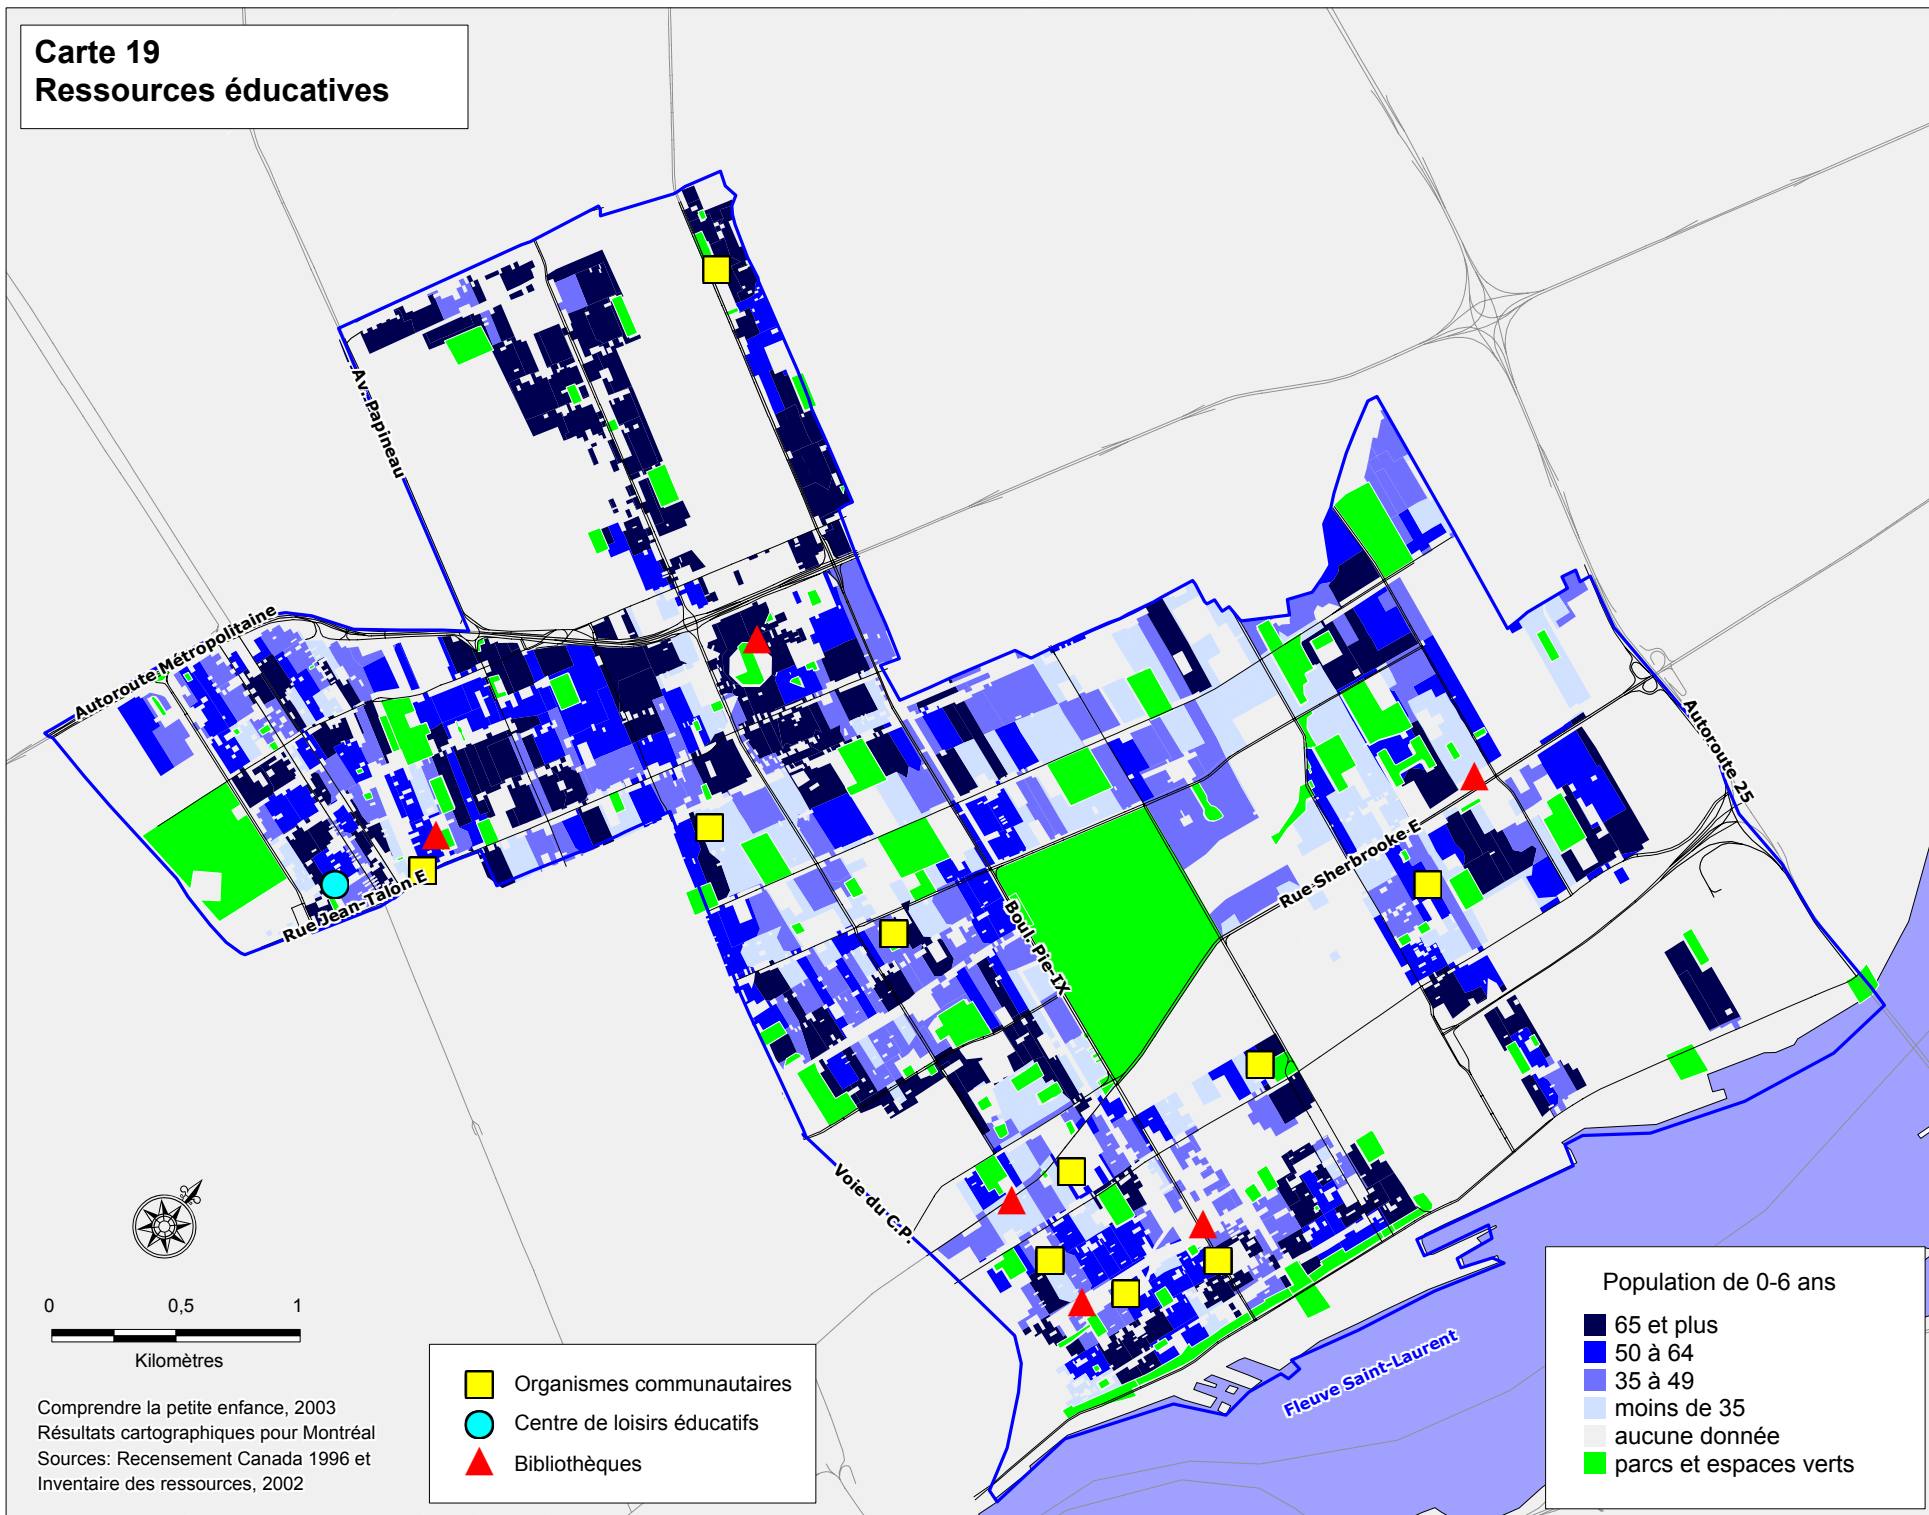 Carte 19
Ressources éducatives
Av. Papineau
Autoroute Métropolitaine
Autoroute 25
Rue Sherbrooke E
Rue Jean-Talon E
Boul. Pie-IX
Voie du C.P.
Fleuve Saint-Laurent
0 0,5 1
Kilomètres
Comprendre la petite enfance, 2003
Résultats cartographiques pour Montréal
Sources: Recensement Canada 1996 et
Inventaire des ressources, 2002
Organismes communautaires
Centre de loisirs éducatifs
Bibliothèques
Population de 0-6 ans
65 et plus
50 à 64
35 à 49
moins de 35
aucune donnée
parcs et espaces verts